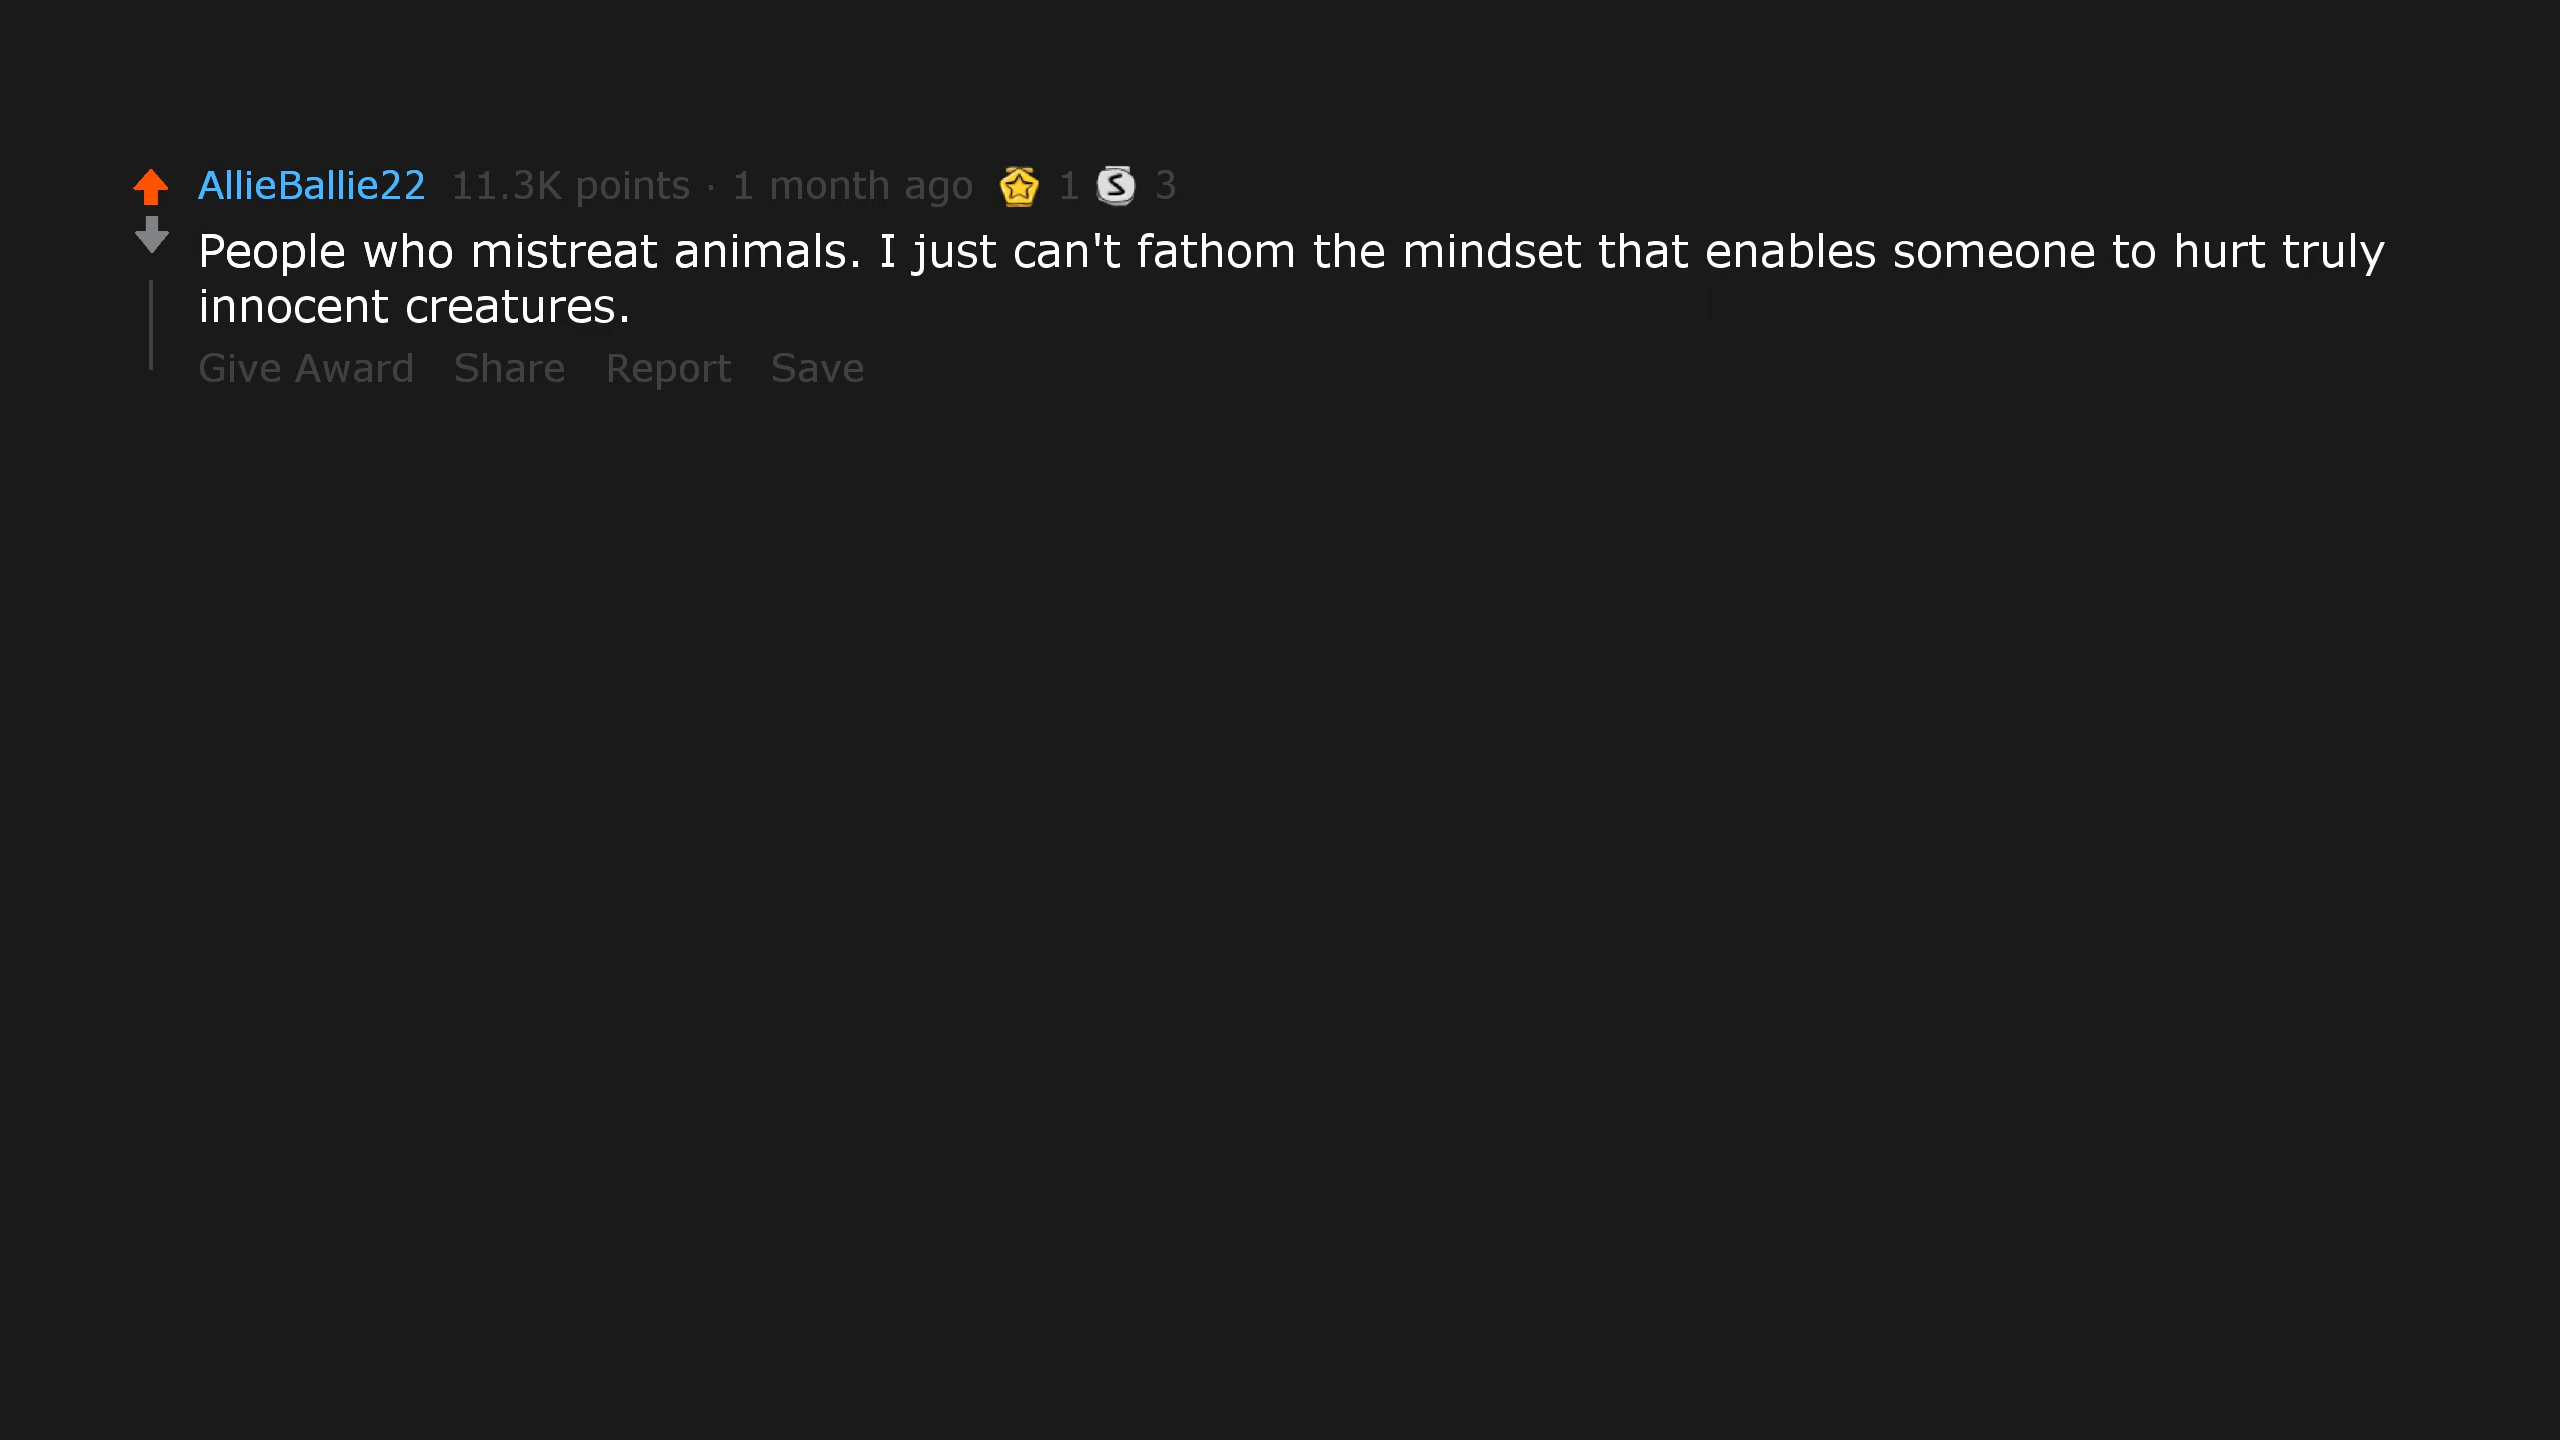 AllieBallie22 11.3K points · 1 month ago 1 S 3
People who mistreat animals. I just can't fathom the mindset that enables someone to hurt truly
innocent creatures.
Give Award Share Report Save